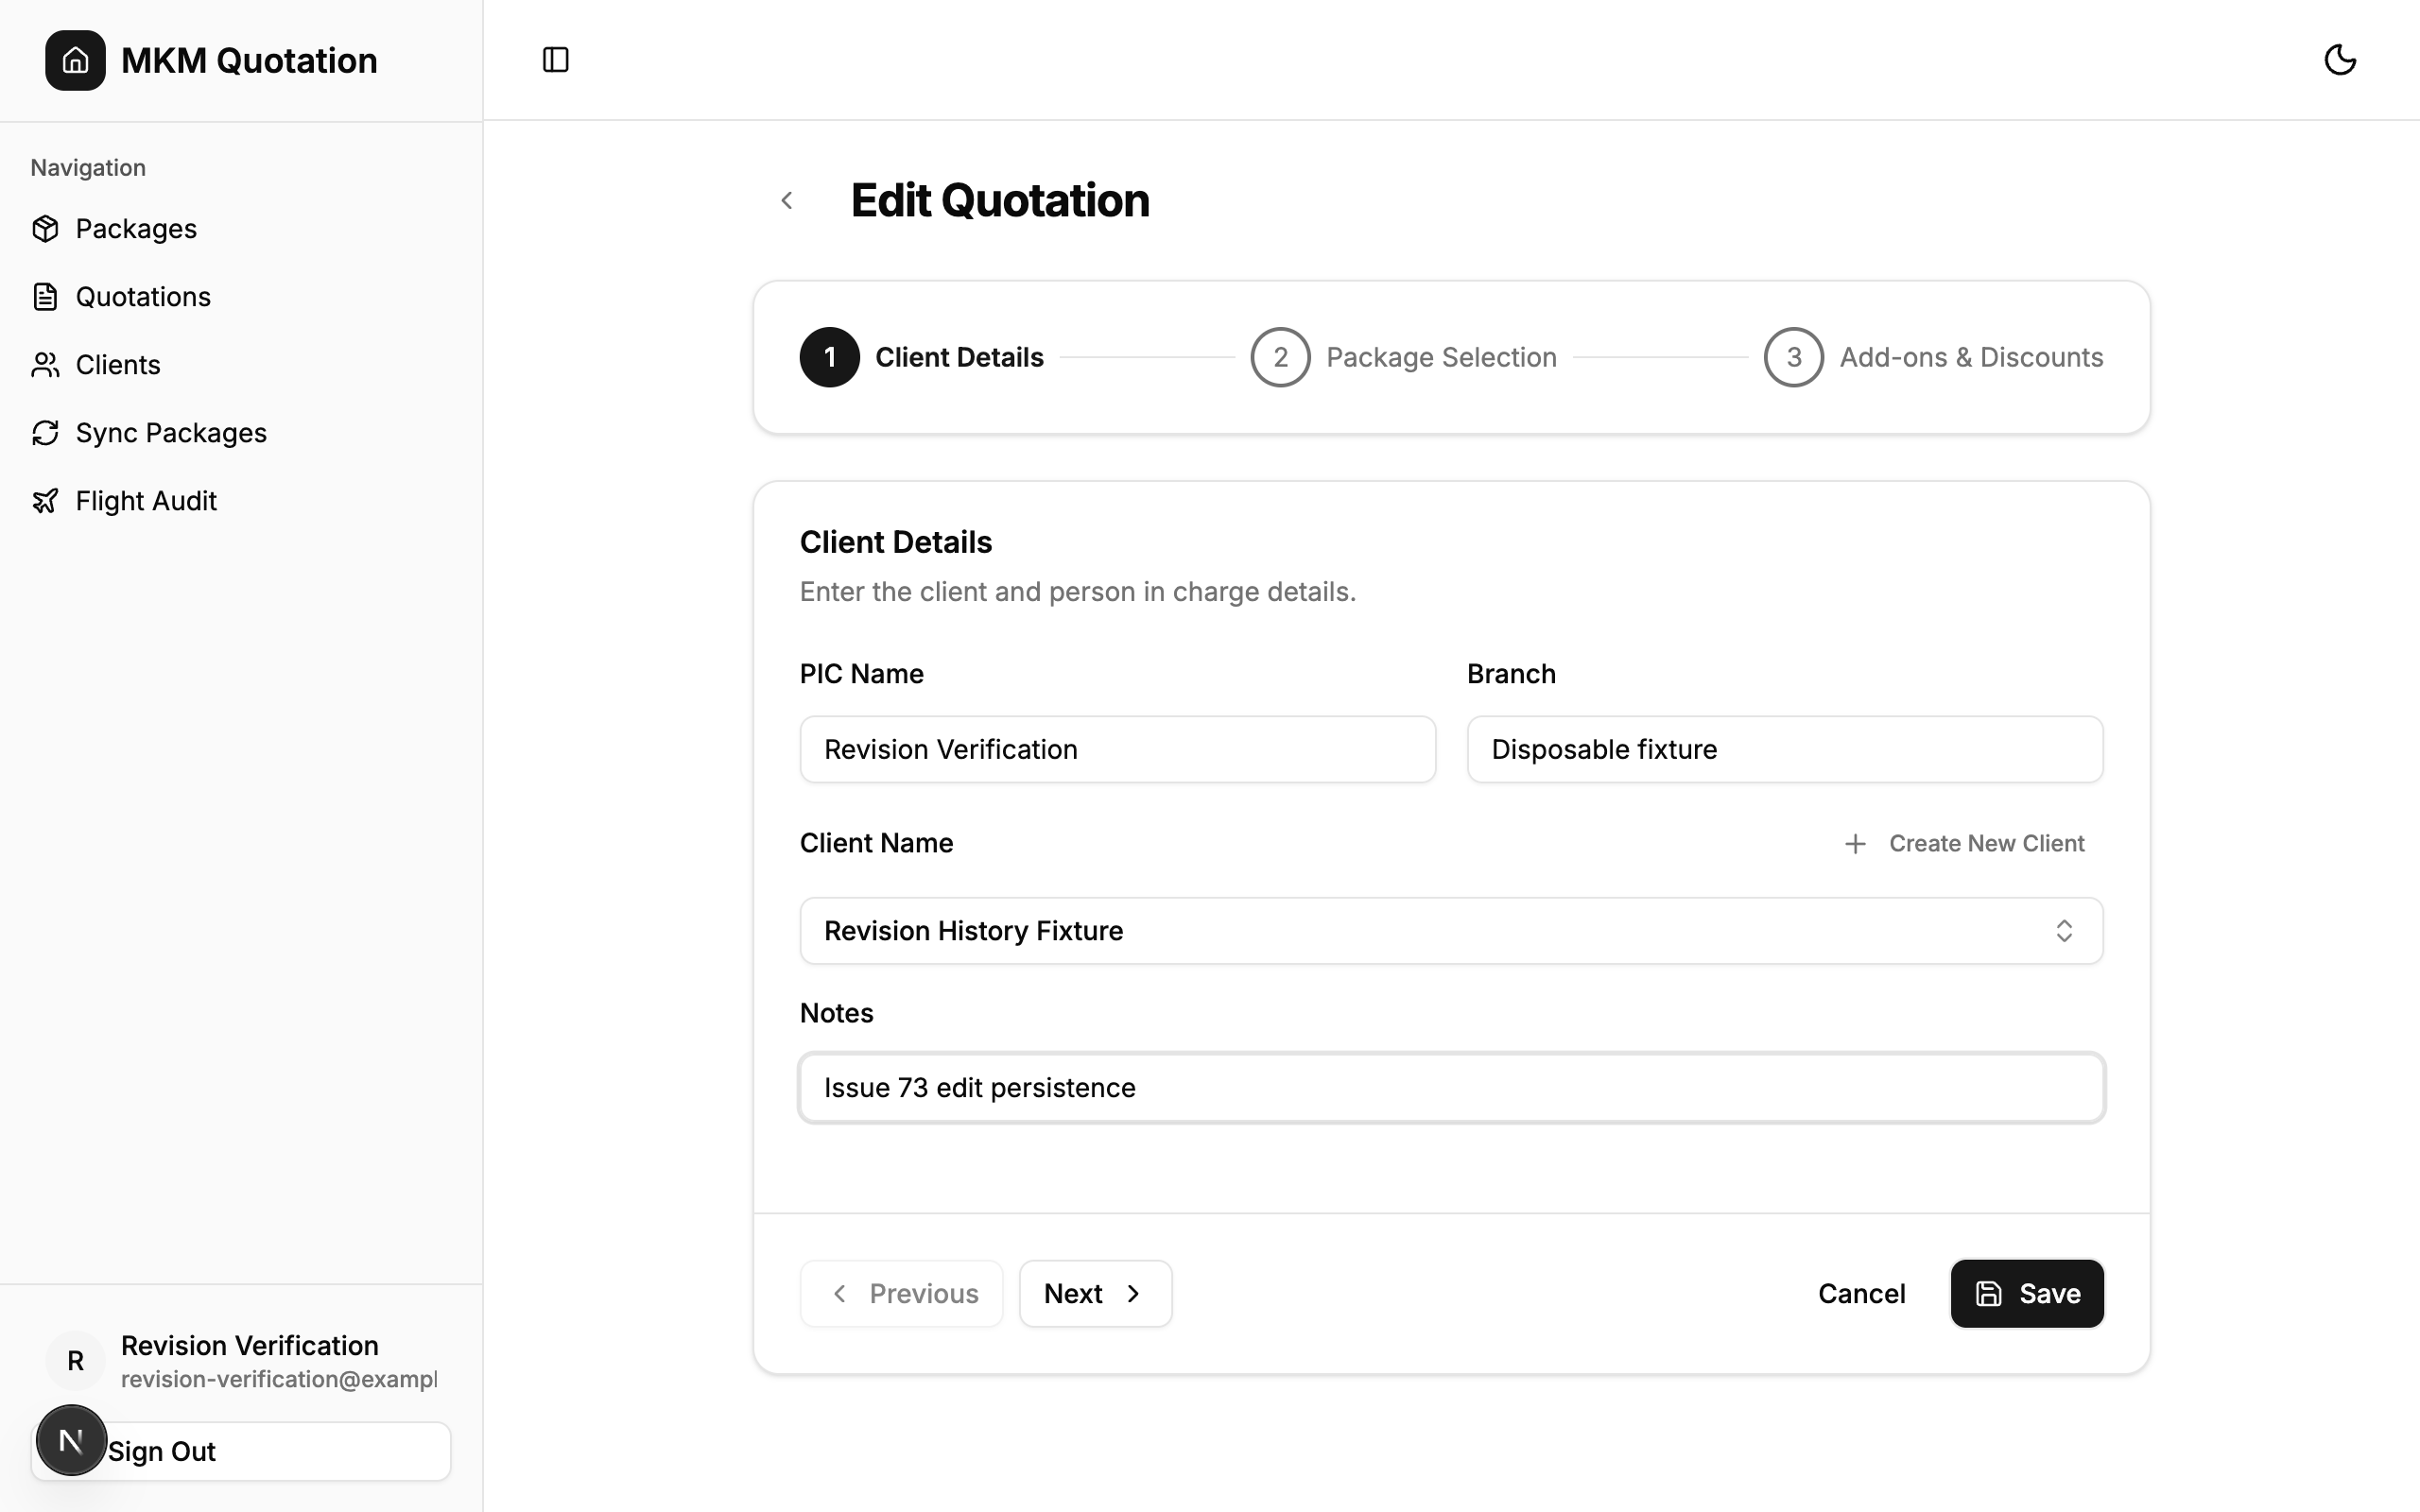 MKM Quotation
Navigation
Packages
Quotations
Clients
Sync Packages
Flight Audit
Revision Verification
R
revision-verification@exampl
N
Sign Out
Edit Quotation
1 Client Details
2 Package Selection
3 Add-ons & Discounts
Client Details
Enter the client and person in charge details.
PIC Name
Branch
Revision Verification
Disposable fixture
Client Name
Create New Client
Revision History Fixture
Notes
Issue 73 edit persistence
Previous
Next
Cancel
Save